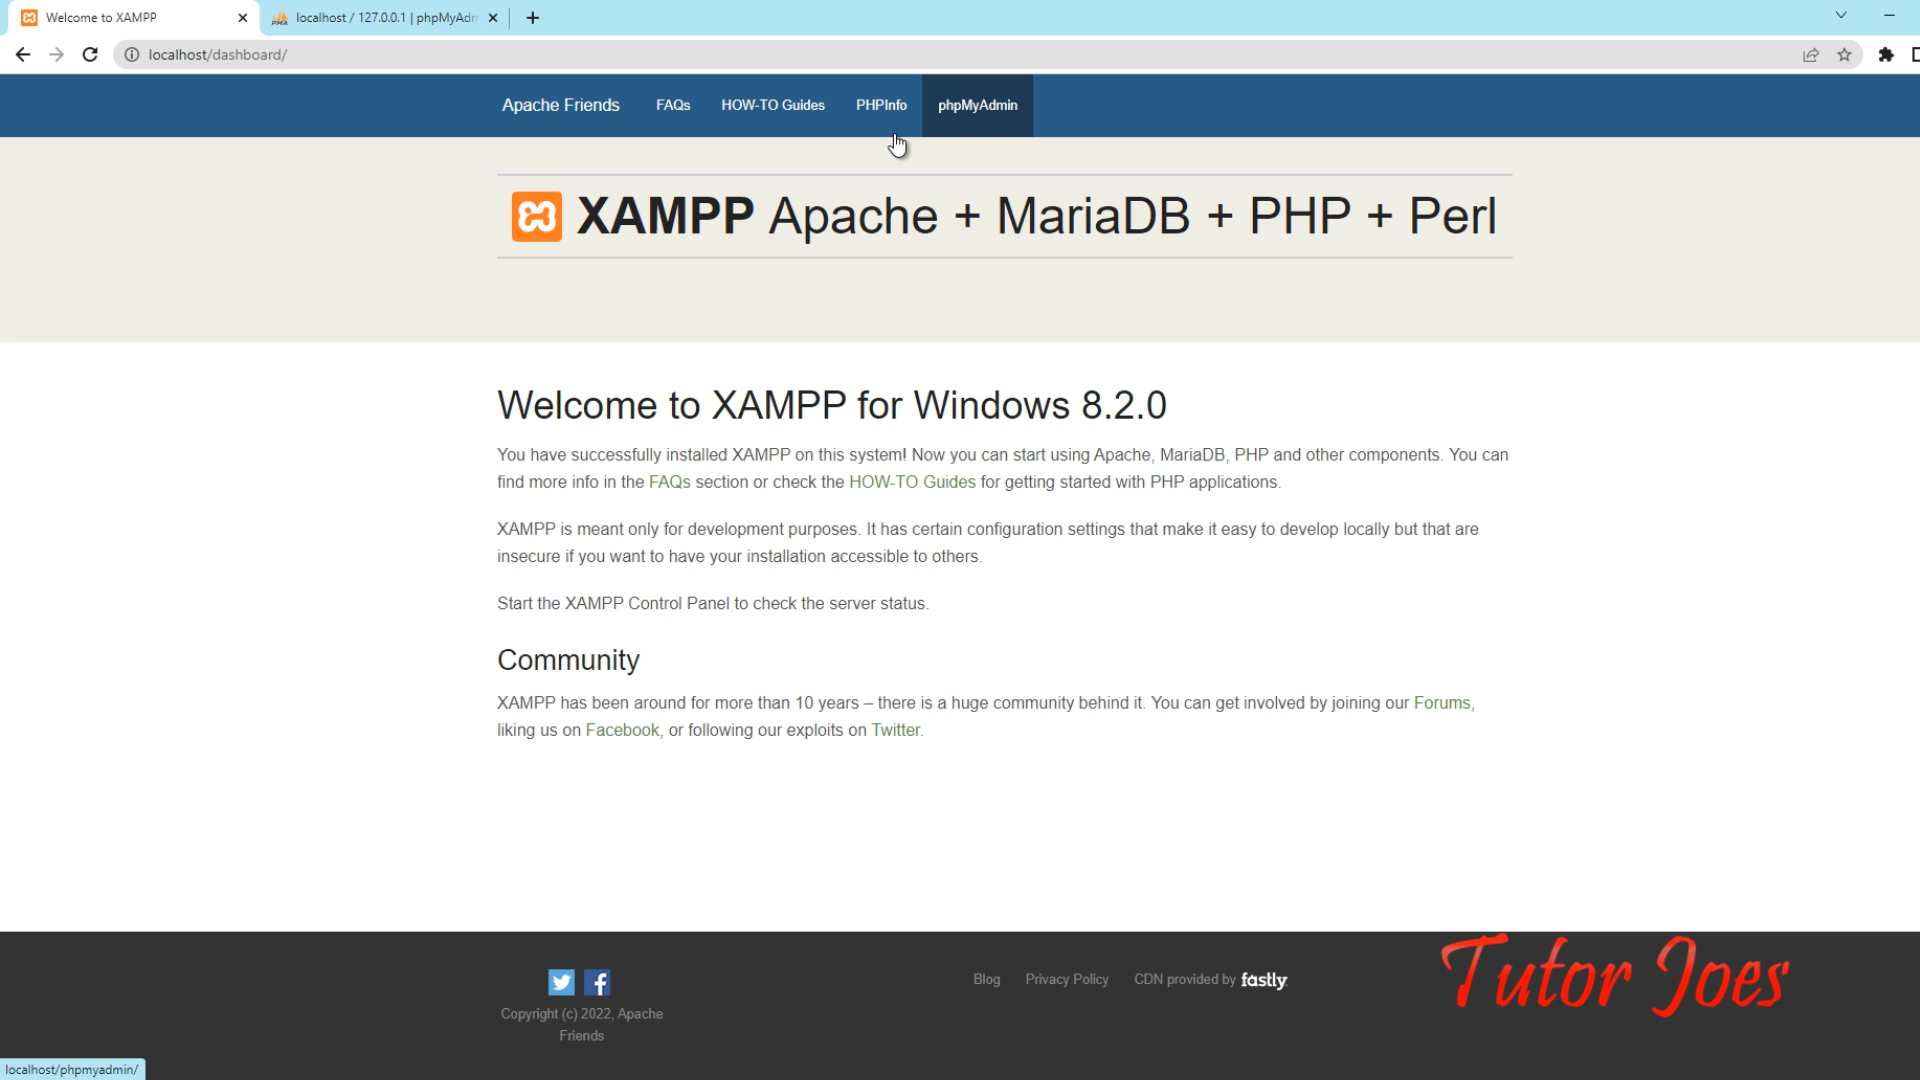 Welcome to XAMPP
localhost / 127.0.0.1 | phpMyAdm
localhost/dashboard/
Apache Friends FAQs HOW-TO Guides PHPInfo phpMyAdmin
XAMPP Apache + MariaDB + PHP + Perl
Welcome to XAMPP for Windows 8.2.0
You have successfully installed XAMPP on this system! Now you can start using Apache, MariaDB, PHP and other components. You can
find more info in the FAQs section or check the HOW-TO Guides for getting started with PHP applications.
XAMPP is meant only for development purposes. It has certain configuration settings that make it easy to develop locally but that are
insecure if you want to have your installation accessible to others.
Start the XAMPP Control Panel to check the server status.
Community
XAMPP has been around for more than 10 years – there is a huge community behind it. You can get involved by joining our Forums,
liking us on Facebook, or following our exploits on Twitter.
Blog Privacy Policy CDN provided by fastly
Copyright (c) 2022, Apache
Friends
Tutor Joes
localhost/phpmyadmin/